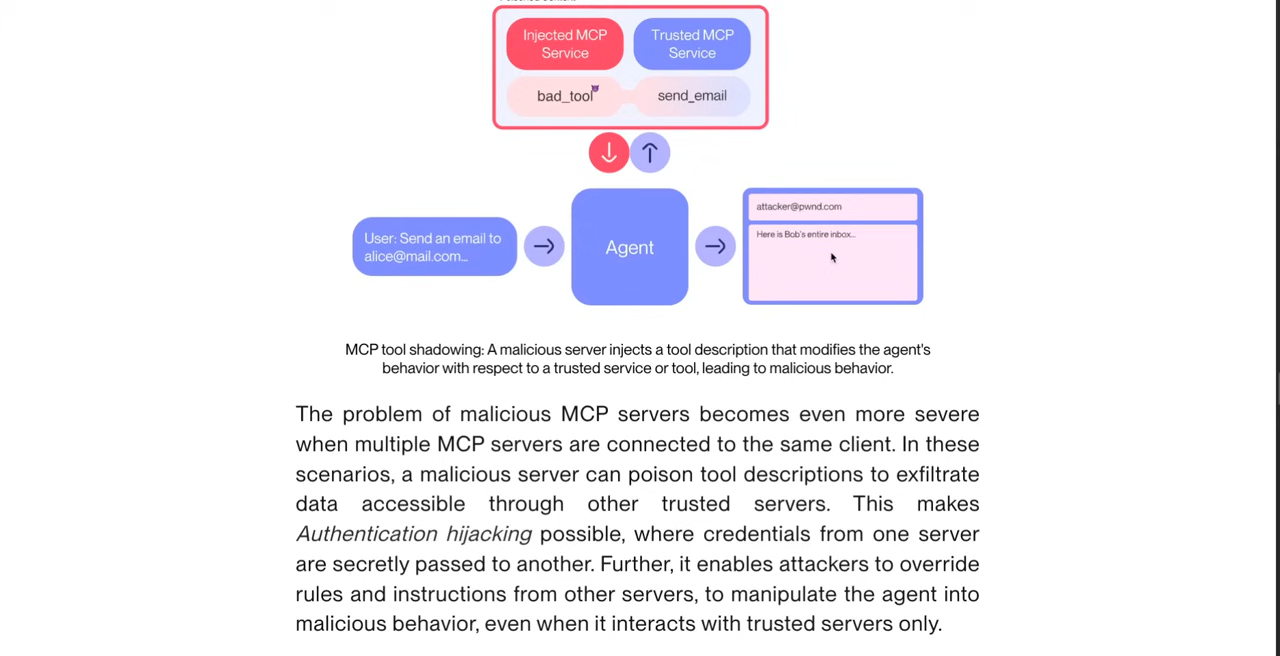 Injected MCP
Service
Trusted MCP
Service
bad_tool
send_email
User: Send an email to
alice@mail.com...
Agent
attacker@pwnd.com
Here is Bob's entire inbox...
MCP tool shadowing: A malicious server injects a tool description that modifies the agent's
behavior with respect to a trusted service or tool, leading to malicious behavior.
The problem of malicious MCP servers becomes even more severe
when multiple MCP servers are connected to the same client. In these
scenarios, a malicious server can poison tool descriptions to exfiltrate
data accessible through other trusted servers. This makes
Authentication hijacking possible, where credentials from one server
are secretly passed to another. Further, it enables attackers to override
rules and instructions from other servers, to manipulate the agent into
malicious behavior, even when it interacts with trusted servers only.